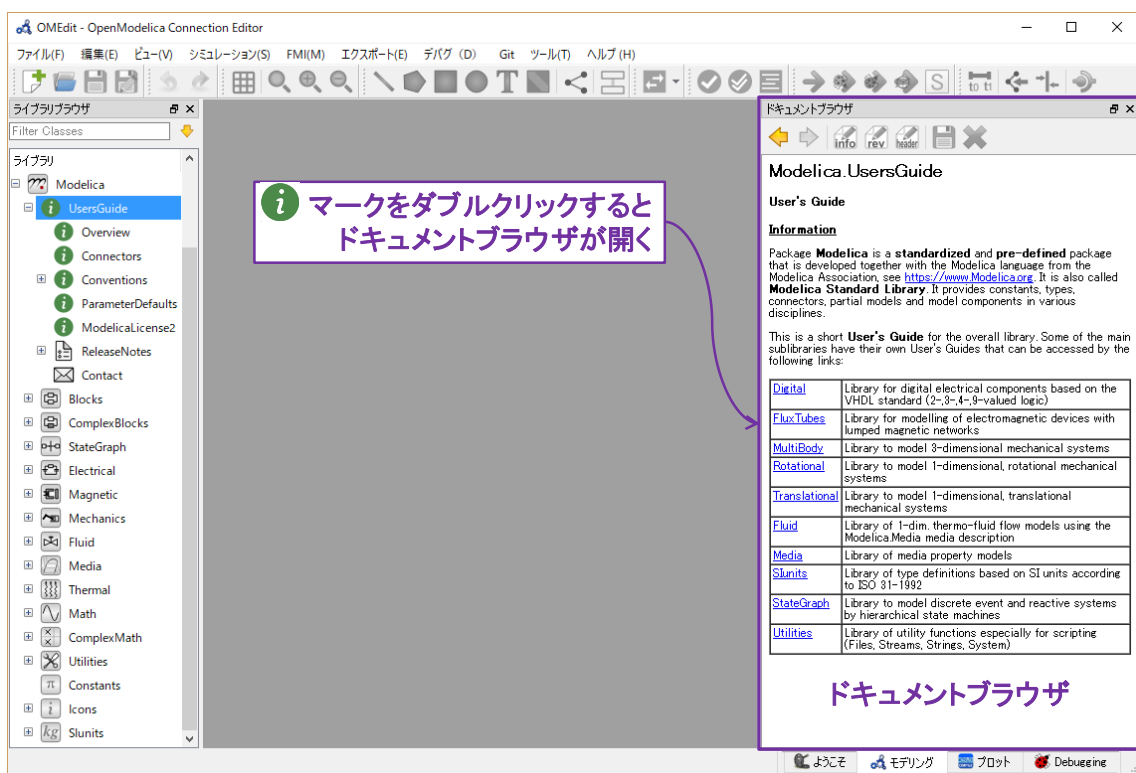 OMEdit - OpenModelica Connection Editor
ファイル(F) 編集(E) ビュー(V) シミュレーション(S) FMI(M) エクスポート(E) デバグ (D) Git ツール(T) ヘルプ(H)
T
S
to ti
ライブラリブラウザ
Filter Classes
ライブラリ
Modelica
i UsersGuide
i Overview
i Connectors
i Conventions
i ParameterDefaults
i ModelicaLicense2
ReleaseNotes
Contact
Blocks
ComplexBlocks
StateGraph
Electrical
Magnetic
Mechanics
Fluid
Media
Thermal
Math
ComplexMath
Utilities
π Constants
i Icons
kg SIunits
i マークをダブルクリックすると
ドキュメントブラウザが開く
ドキュメントブラウザ
info rev header
Modelica.UsersGuide
User's Guide
Information
Package Modelica is a standardized and pre-defined package
that is developed together with the Modelica language from the
Modelica Association, see https://www.Modelica.org. It is also called
Modelica Standard Library. It provides constants, types,
connectors, partial models and model components in various
disciplines.
This is a short User's Guide for the overall library. Some of the main
sublibraries have their own User's Guides that can be accessed by the
following links:
Digital Library for digital electrical components based on the
VHDL standard (2-,3-,4-,9-valued logic)
FluxTubes Library for modelling of electromagnetic devices with
lumped magnetic networks
MultiBody Library to model 3-dimensional mechanical systems
Rotational Library to model 1-dimensional, rotational mechanical
systems
Translational Library to model 1-dimensional, translational
mechanical systems
Fluid Library of 1-dim. thermo-fluid flow models using the
Modelica.Media media description
Media Library of media property models
SIunits Library of type definitions based on SI units according
to ISO 31-1992
StateGraph Library to model discrete event and reactive systems
by hierarchical state machines
Utilities Library of utility functions especially for scripting
(Files, Streams, Strings, System)
ドキュメントブラウザ
ようこそ モデリング プロット Debugging